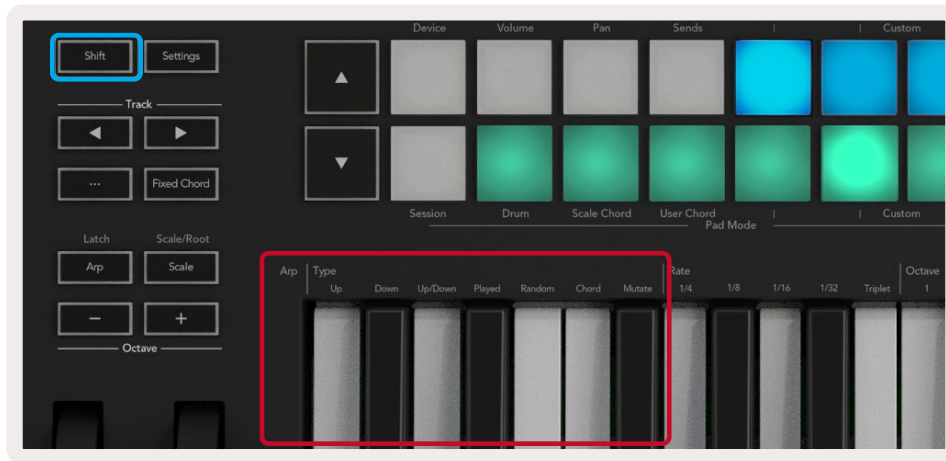 Device Volume Pan Sends | | Custom
Shift Settings
▲
Track
◀ ▶
▼
... Fixed Chord
Session Drum Scale Chord User Chord | | Custom
Pad Mode
Latch Scale/Root
Arp Scale
Arp | Type Rate | Octave
Up Down Up/Down Played Random Chord Mutate 1/4 1/8 1/16 1/32 Triplet 1
− +
Octave